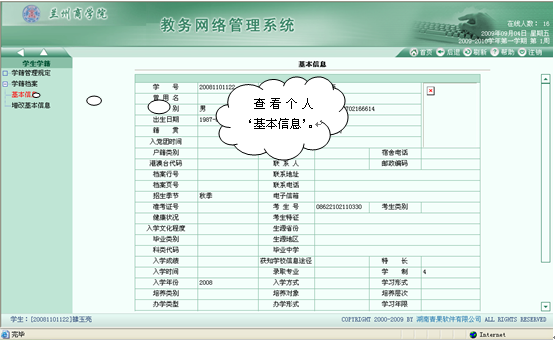 兰州商学院
教务网络管理系统
在线人数： 16
2009年09月04日 星期五
2009-2010学年第一学期 第 1周
首页 后退 刷新 帮助 注销
学生学籍
学籍管理规定
学籍档案
基本信息
增改基本信息
基本信息
学 号 20081101122
曾 用 名
别 男 702166614
出生日期 1987-
籍 贯
入党团时间
户籍类别 宿舍电话
港澳台代码 联 系 人 邮政编码
档案行号 联系地址
档案页号 联系电话
招生季节 秋季 电子信箱
准考证号 考 生 号 08622102110330 考生类别
健康状况 考生特征
入学文化程度 生源省份
毕业类别 生源地区
科类代码 毕业中学
入学成绩 获知学校信息途径 特 长
入学时间 录取专业 学 制 4
入学年份 2008 入学方式 学习形式
培养类别 培养对象 培养层次
办学类型 办学形式 学习年限
查 看 个 人
‘基本信息’。
学生：[20081101122]滕玉亮
COPYRIGHT 2000-2009 BY 湖南青果软件有限公司 ALL RIGHTS RESERVED
完毕
Internet